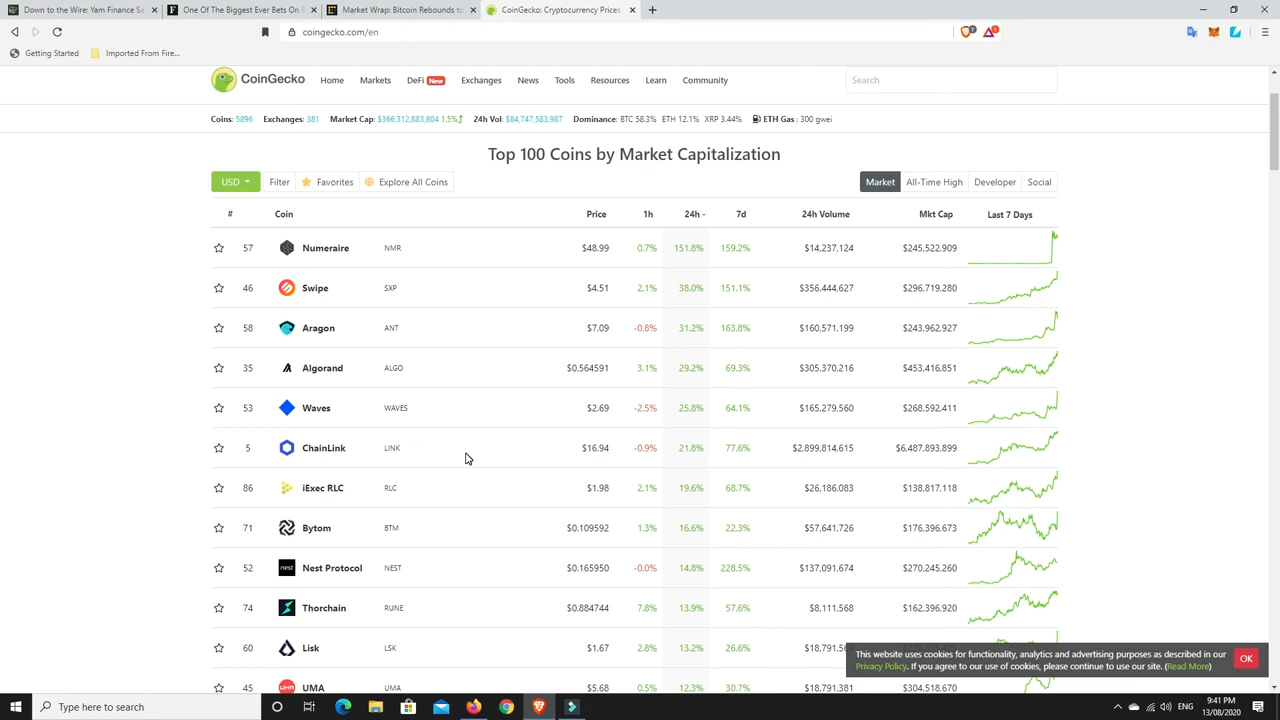 Down to the Wire: Yam Finance Sa
One Of The Biggest Ever Bets On B
Market Wrap: Bitcoin Rebounds to
CoinGecko: Cryptocurrency Prices
coingecko.com/en
Getting Started Imported From Fire...
CoinGecko Home Markets DeFi New Exchanges News Tools Resources Learn Community Search
Coins: 5896 Exchanges: 381 Market Cap: $366,312,883,804 1.5% 24h Vol: $84,747,583,987 Dominance: BTC 58.3% ETH 12.1% XRP 3.44% ETH Gas : 300 gwei
Top 100 Coins by Market Capitalization
USD Filter Favorites Explore All Coins Market All-Time High Developer Social
# Coin Price 1h 24h 7d 24h Volume Mkt Cap Last 7 Days
57 Numeraire NMR $48.99 0.7% 151.8% 159.2% $14,237,124 $245,522,909
46 Swipe SXP $4.51 2.1% 38.0% 151.1% $356,444,627 $296,719,280
58 Aragon ANT $7.09 -0.8% 31.2% 163.8% $160,571,199 $243,962,927
35 Algorand ALGO $0.564591 3.1% 29.2% 69.3% $305,370,216 $453,416,851
53 Waves WAVES $2.69 -2.5% 25.8% 64.1% $165,279,560 $268,592,411
5 ChainLink LINK $16.94 -0.9% 21.8% 77.6% $2,899,814,615 $6,487,893,899
86 iExec RLC RLC $1.98 2.1% 19.6% 68.7% $26,186,083 $138,817,118
71 Bytom BTM $0.109592 1.3% 16.6% 22.3% $57,641,726 $176,396,673
52 Nest Protocol NEST $0.165950 -0.0% 14.8% 228.5% $137,091,674 $270,245,260
74 Thorchain RUNE $0.884744 7.8% 13.9% 57.6% $8,111,568 $162,396,920
60 Lisk LSK $1.67 2.8% 13.2% 26.6% $18,791,56
45 UMA UMA $5.68 0.5% 12.3% 30.7% $18,791,381 $304,518,670
This website uses cookies for functionality, analytics and advertising purposes as described in our
Privacy Policy. If you agree to our use of cookies, please continue to use our site. (Read More)
OK
Type here to search
ENG
9:41 PM
13/08/2020